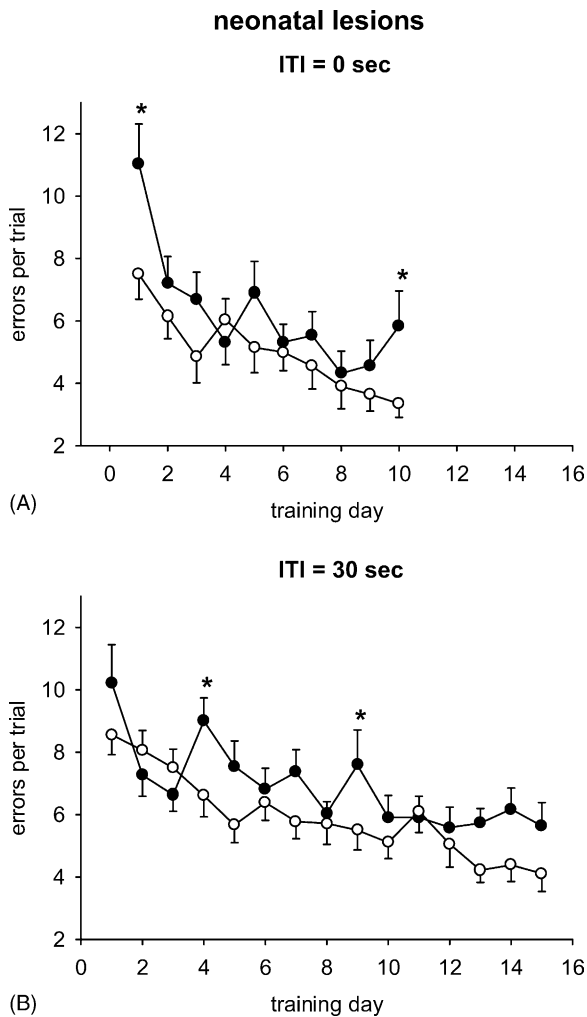 neonatal lesions
ITI = 0 sec
*
*
12
10
8
6
4
2
errors per trial
0 2 4 6 8 10 12 14 16
training day
(A)
ITI = 30 sec
*
*
12
10
8
6
4
2
errors per trial
0 2 4 6 8 10 12 14 16
training day
(B)